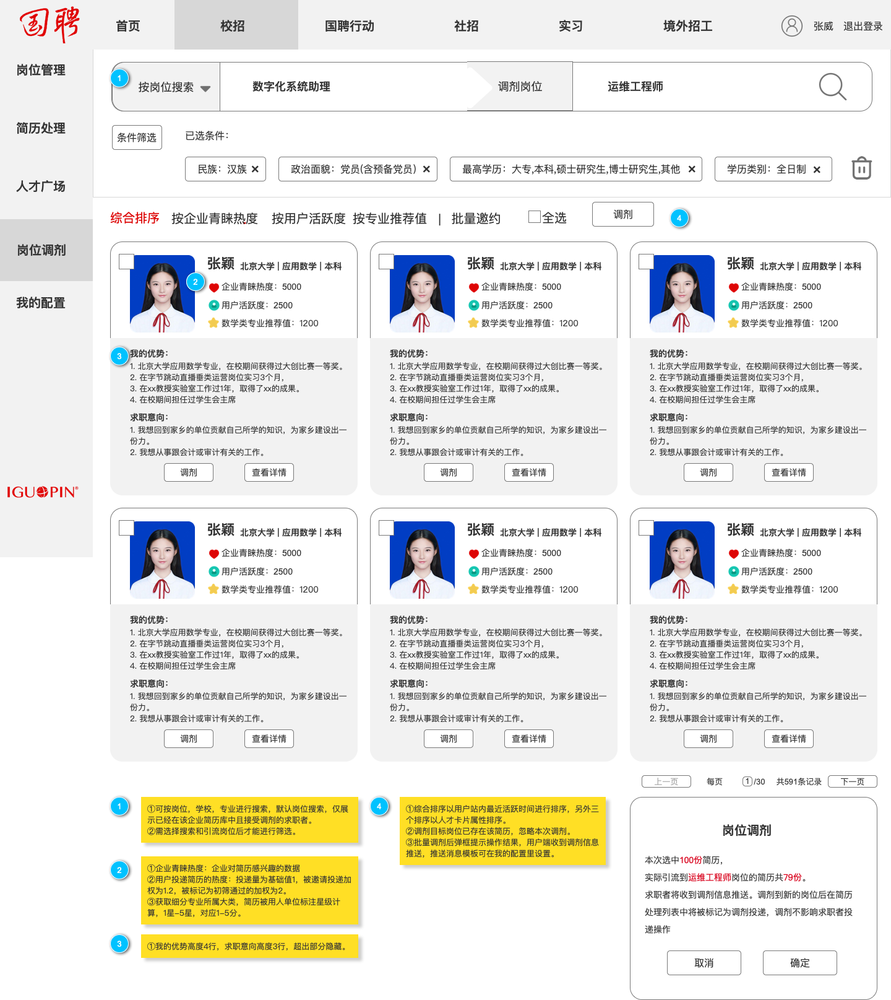 国聘
首页
校招
国聘行动
社招
实习
境外招工
张威
退出登录
岗位管理
简历处理
人才广场
岗位调剂
我的配置
IGUOPIN®
1
按岗位搜索
数字化系统助理
调剂岗位
运维工程师
条件筛选
已选条件：
民族：汉族 ×
政治面貌：党员(含预备党员) ×
最高学历：大专,本科,硕士研究生,博士研究生,其他 ×
学历类别：全日制 ×
综合排序 按企业青睐热度 按用户活跃度 按专业推荐值 | 批量邀约
全选
调剂
4
张颖 北京大学 | 应用数学 | 本科
2
企业青睐热度：5000
用户活跃度：2500
数学类专业推荐值：1200
3
我的优势：
1. 北京大学应用数学专业，在校期间获得过大创比赛一等奖。
2. 在字节跳动直播垂类运营岗位实习3个月，
3. 在xx教授实验室工作过1年，取得了xx的成果。
4. 在校期间担任过学生会主席
求职意向：
1. 我想回到家乡的单位贡献自己所学的知识，为家乡建设出一
份力。
2. 我想从事跟会计或审计有关的工作。
调剂
查看详情
张颖 北京大学 | 应用数学 | 本科
企业青睐热度：5000
用户活跃度：2500
数学类专业推荐值：1200
我的优势：
1. 北京大学应用数学专业，在校期间获得过大创比赛一等奖。
2. 在字节跳动直播垂类运营岗位实习3个月，
3. 在xx教授实验室工作过1年，取得了xx的成果。
4. 在校期间担任过学生会主席
求职意向：
1. 我想回到家乡的单位贡献自己所学的知识，为家乡建设出一
份力。
2. 我想从事跟会计或审计有关的工作。
调剂
查看详情
张颖 北京大学 | 应用数学 | 本科
企业青睐热度：5000
用户活跃度：2500
数学类专业推荐值：1200
我的优势：
1. 北京大学应用数学专业，在校期间获得过大创比赛一等奖。
2. 在字节跳动直播垂类运营岗位实习3个月，
3. 在xx教授实验室工作过1年，取得了xx的成果。
4. 在校期间担任过学生会主席
求职意向：
1. 我想回到家乡的单位贡献自己所学的知识，为家乡建设出一
份力。
2. 我想从事跟会计或审计有关的工作。
调剂
查看详情
张颖 北京大学 | 应用数学 | 本科
企业青睐热度：5000
用户活跃度：2500
数学类专业推荐值：1200
我的优势：
1. 北京大学应用数学专业，在校期间获得过大创比赛一等奖。
2. 在字节跳动直播垂类运营岗位实习3个月，
3. 在xx教授实验室工作过1年，取得了xx的成果。
4. 在校期间担任过学生会主席
求职意向：
1. 我想回到家乡的单位贡献自己所学的知识，为家乡建设出一
份力。
2. 我想从事跟会计或审计有关的工作。
调剂
查看详情
张颖 北京大学 | 应用数学 | 本科
企业青睐热度：5000
用户活跃度：2500
数学类专业推荐值：1200
我的优势：
1. 北京大学应用数学专业，在校期间获得过大创比赛一等奖。
2. 在字节跳动直播垂类运营岗位实习3个月，
3. 在xx教授实验室工作过1年，取得了xx的成果。
4. 在校期间担任过学生会主席
求职意向：
1. 我想回到家乡的单位贡献自己所学的知识，为家乡建设出一
份力。
2. 我想从事跟会计或审计有关的工作。
调剂
查看详情
张颖 北京大学 | 应用数学 | 本科
企业青睐热度：5000
用户活跃度：2500
数学类专业推荐值：1200
我的优势：
1. 北京大学应用数学专业，在校期间获得过大创比赛一等奖。
2. 在字节跳动直播垂类运营岗位实习3个月，
3. 在xx教授实验室工作过1年，取得了xx的成果。
4. 在校期间担任过学生会主席
求职意向：
1. 我想回到家乡的单位贡献自己所学的知识，为家乡建设出一
份力。
2. 我想从事跟会计或审计有关的工作。
调剂
查看详情
上一页 每页 1 /30 共591条记录 下一页
1
①可按岗位，学校，专业进行搜索，默认岗位搜索，仅展
示已经在该企业简历库中且接受调剂的求职者。
②需选择搜索和引流岗位后才能进行筛选。
2
①企业青睐热度：企业对简历感兴趣的数据
②用户投递简历的热度：投递量为基础值1，被邀请投递加
权为1.2，被标记为初筛通过的加权为2。
③获取细分专业所属大类，简历被用人单位标注星级计
算，1星-5星，对应1-5分。
3
①我的优势高度4行，求职意向高度3行，超出部分隐藏。
4
①综合排序以用户站内最近活跃时间进行排序，另外三
个排序以人才卡片属性排序。
②调剂目标岗位已存在该简历，忽略本次调剂。
③批量调剂后弹框提示操作结果，用户端收到调剂信息
推送，推送消息模板可在我的配置里设置。
岗位调剂
本次选中100份简历，
实际引流到运维工程师岗位的简历共79份。
求职者将收到调剂信息推送。调剂到新的岗位后在简历
处理列表中将被标记为调剂投递，调剂不影响求职者投
递操作
取消
确定